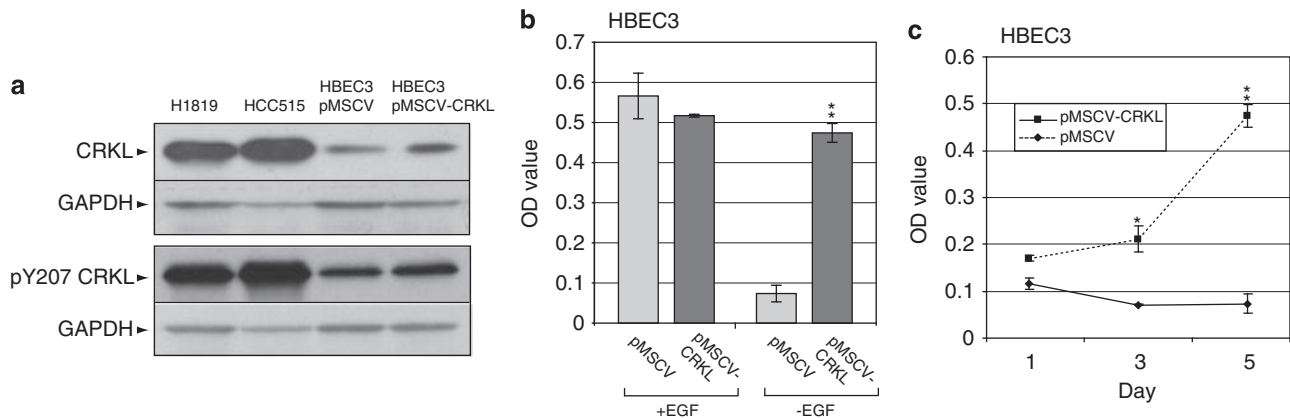 a
H1819
HCC515
HBEC3
pMSCV
HBEC3
pMSCV-CRKL
CRKL
GAPDH
pY207 CRKL
GAPDH
b
HBEC3
OD value
0.7
0.6
0.5
0.4
0.3
0.2
0.1
0
**
pMSCV
pMSCV-
CRKL
pMSCV
pMSCV-
CRKL
+EGF
-EGF
c
HBEC3
OD value
0.6
0.5
0.4
0.3
0.2
0.1
0
pMSCV-CRKL
pMSCV
*
**
1
3
5
Day